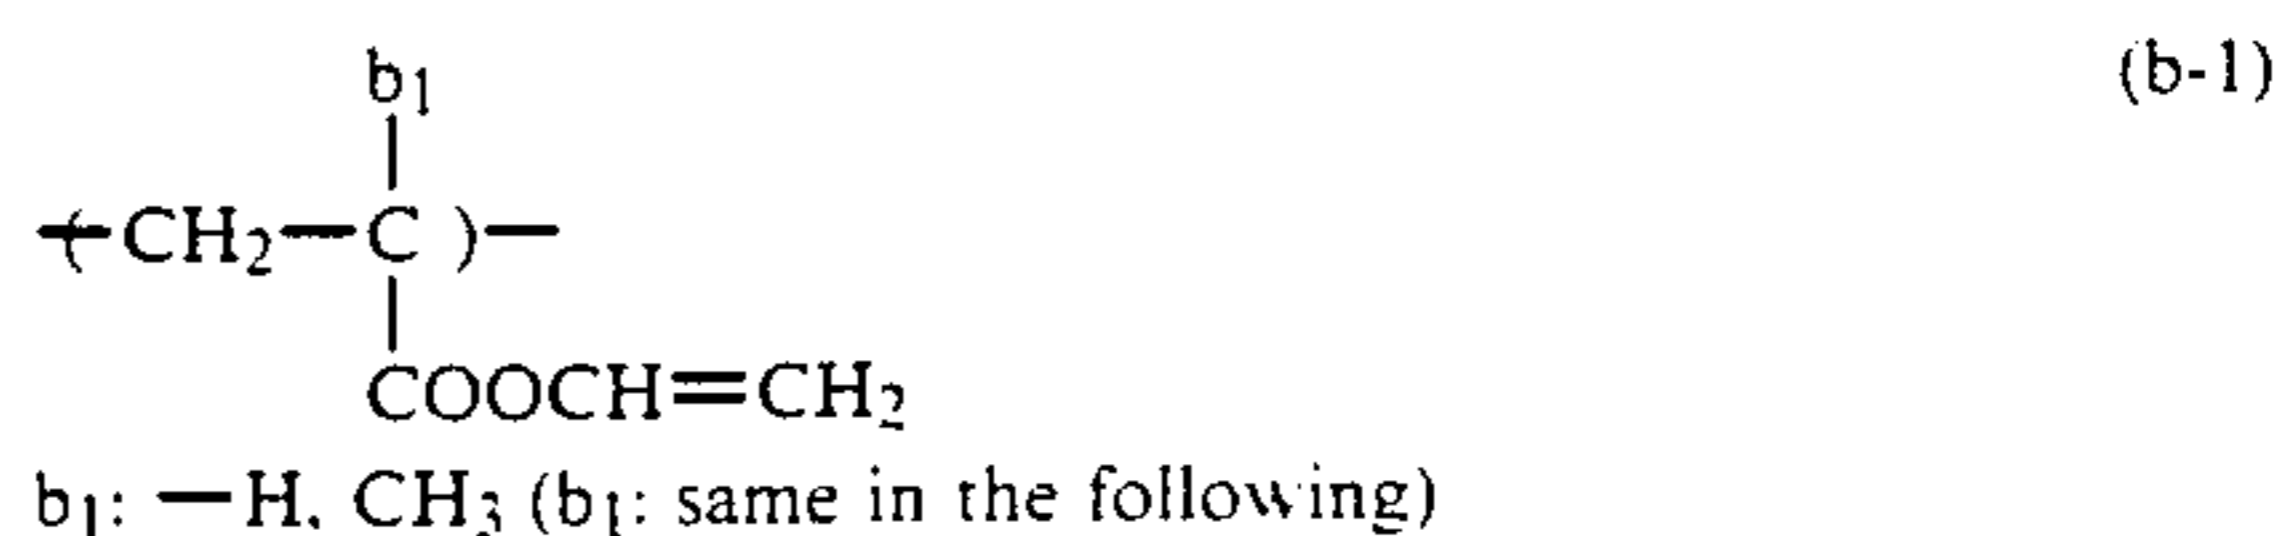 b₁ (b-1)
—(CH₂—C)—
COOCH=CH₂
b₁: —H, CH₃ (b₁: same in the following)